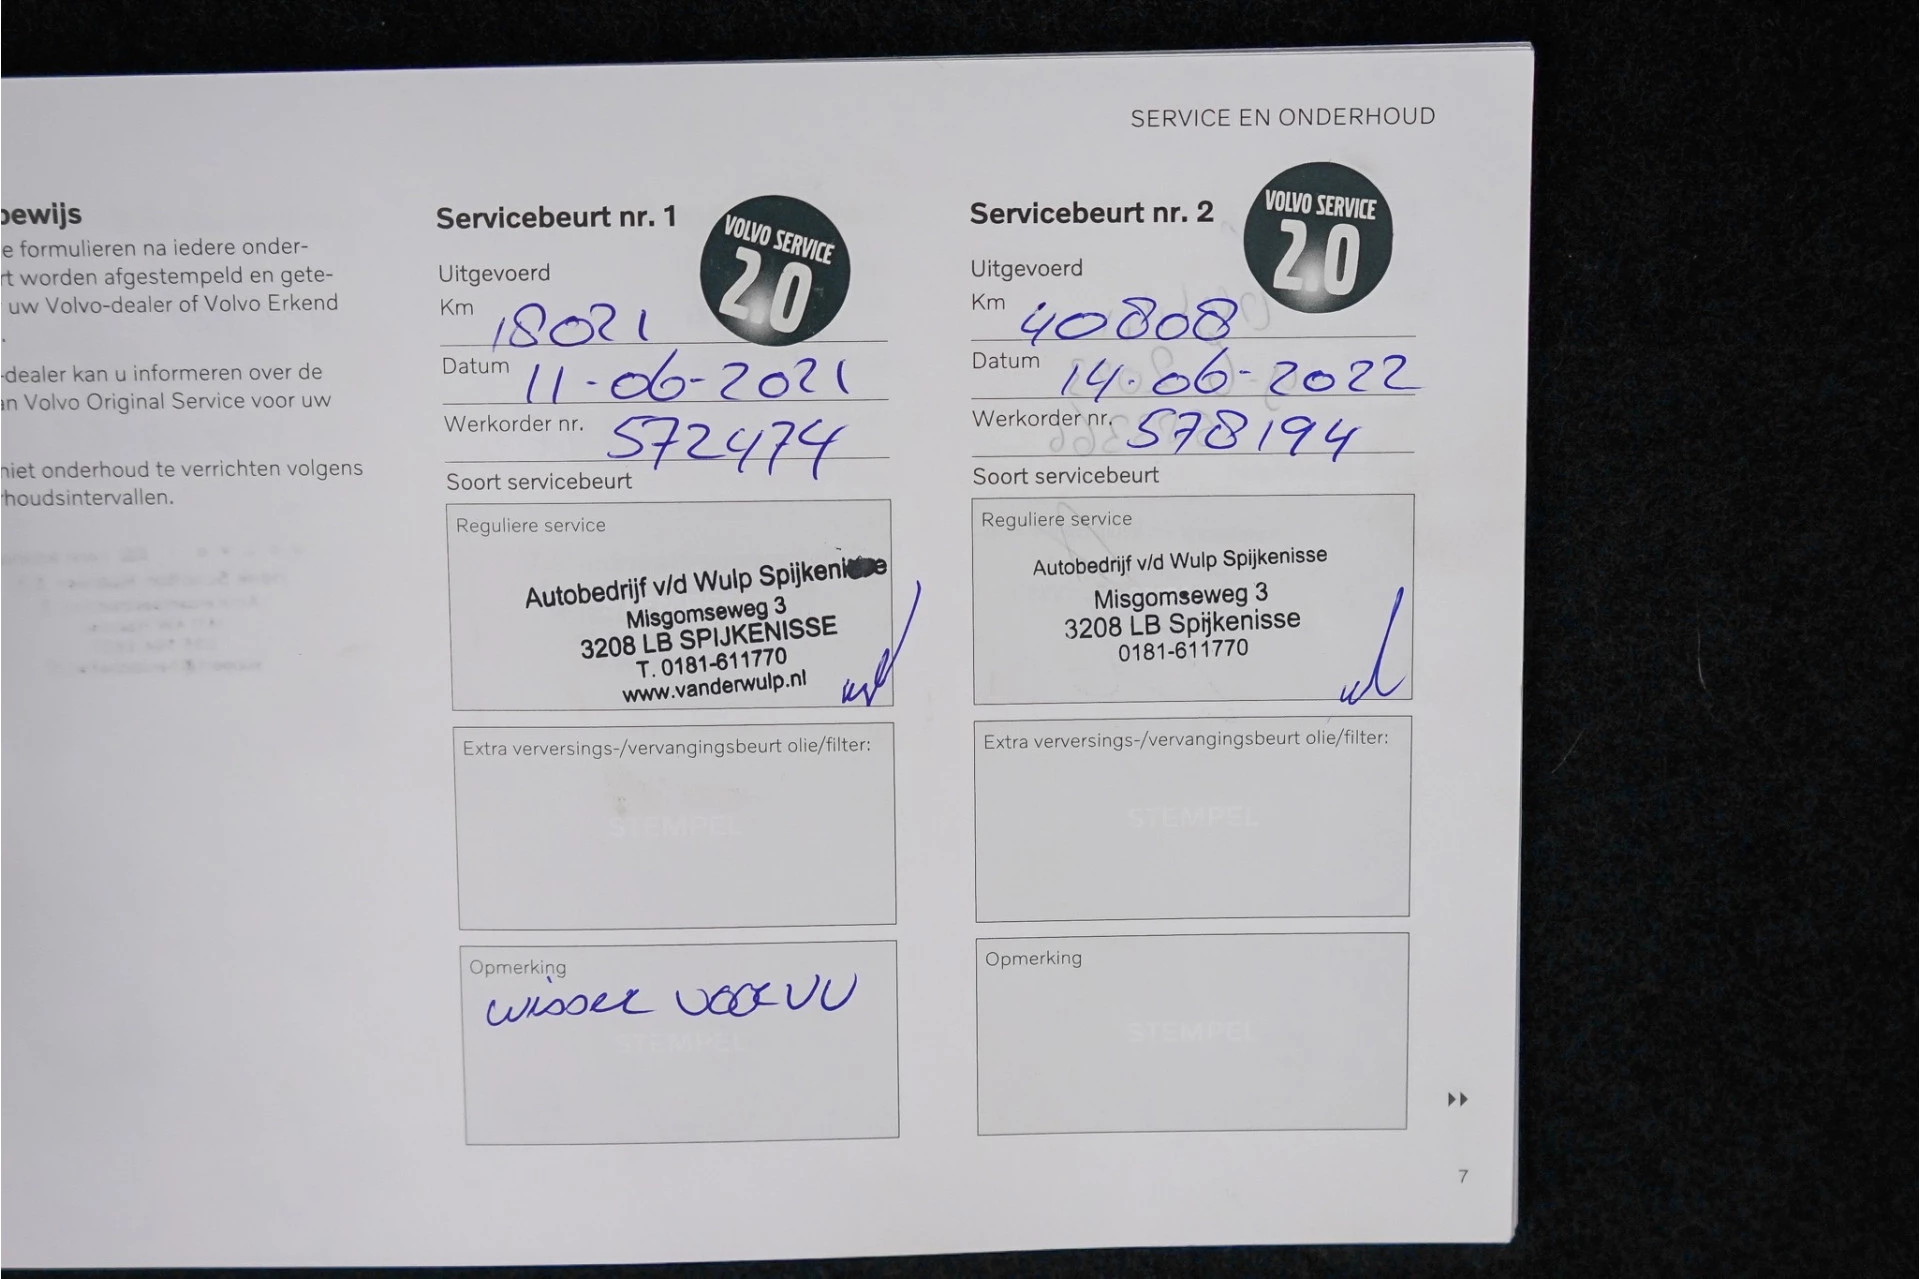 SERVICE EN ONDERHOUD
bewijs
e formulieren na iedere onder-
rt worden afgestempeld en gete-
uw Volvo-dealer of Volvo Erkend
.
-dealer kan u informeren over de
an Volvo Original Service voor uw
niet onderhoud te verrichten volgens
rhoudsintervallen.
Servicebeurt nr. 1
VOLVO SERVICE
2.0
Uitgevoerd
Km 18021
Datum 11-06-2021
Werkorder nr. 572474
Soort servicebeurt
Reguliere service
Autobedrijf v/d Wulp Spijkenisse
Misgomseweg 3
3208 LB SPIJKENISSE
T. 0181-611770
www.vanderwulp.nl
Extra verversings-/vervangingsbeurt olie/filter:
STEMPEL
Opmerking
wisser voor VV
STEMPEL
Servicebeurt nr. 2
VOLVO SERVICE
2.0
Uitgevoerd
Km 40808
Datum 14-06-2022
Werkorder nr. 578194
Soort servicebeurt
Reguliere service
Autobedrijf v/d Wulp Spijkenisse
Misgomseweg 3
3208 LB Spijkenisse
0181-611770
Extra verversings-/vervangingsbeurt olie/filter:
STEMPEL
Opmerking
STEMPEL
7